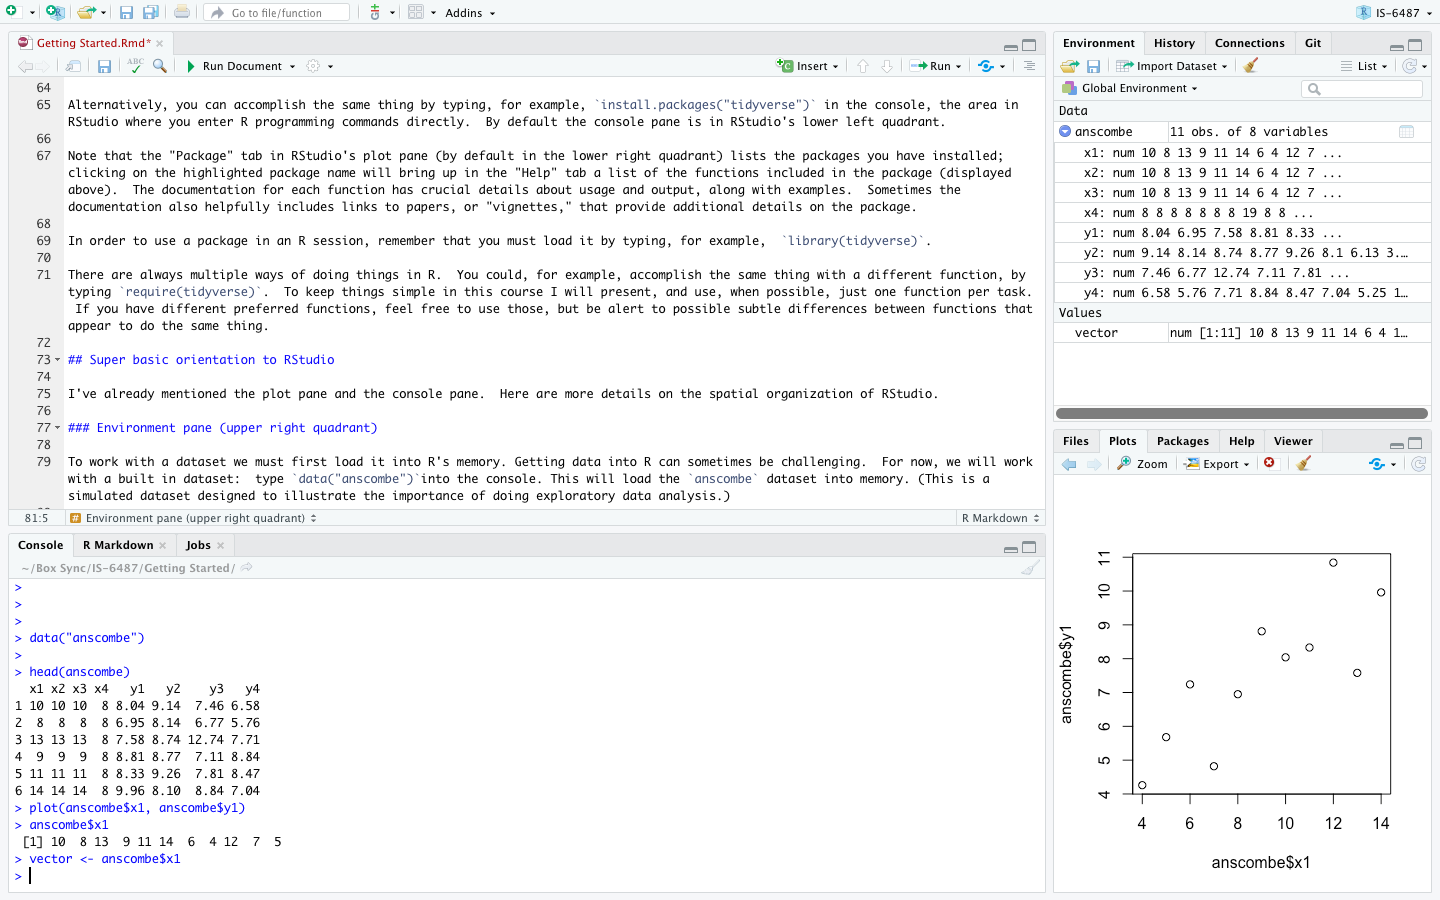 Go to file/function
Addins
IS-6487
Getting Started.Rmd*
ABC
Run Document
Insert
Run
64
65 Alternatively, you can accomplish the same thing by typing, for example, `install.packages("tidyverse")` in the console, the area in
RStudio where you enter R programming commands directly.  By default the console pane is in RStudio's lower left quadrant.
66
67 Note that the "Package" tab in RStudio's plot pane (by default in the lower right quadrant) lists the packages you have installed;
clicking on the highlighted package name will bring up in the "Help" tab a list of the functions included in the package (displayed
above).  The documentation for each function has crucial details about usage and output, along with examples.  Sometimes the
documentation also helpfully includes links to papers, or "vignettes," that provide additional details on the package.
68
69 In order to use a package in an R session, remember that you must load it by typing, for example,  `library(tidyverse)`.
70
71 There are always multiple ways of doing things in R.  You could, for example, accomplish the same thing with a different function, by
typing `require(tidyverse)`.  To keep things simple in this course I will present, and use, when possible, just one function per task.
If you have different preferred functions, feel free to use those, but be alert to possible subtle differences between functions that
appear to do the same thing.
72
73 ## Super basic orientation to RStudio
74
75 I've already mentioned the plot pane and the console pane.  Here are more details on the spatial organization of RStudio.
76
77 ### Environment pane (upper right quadrant)
78
79 To work with a dataset we must first load it into R's memory. Getting data into R can sometimes be challenging.  For now, we will work
with a built in dataset:  type `data("anscombe")`into the console. This will load the `anscombe` dataset into memory. (This is a
simulated dataset designed to illustrate the importance of doing exploratory data analysis.)
81:5 # Environment pane (upper right quadrant) R Markdown
Console R Markdown Jobs
~/Box Sync/IS-6487/Getting Started/
>
>
>
> data("anscombe")
>
> head(anscombe)
x1 x2 x3 x4 y1 y2 y3 y4
1 10 10 10 8 8.04 9.14 7.46 6.58
2 8 8 8 8 6.95 8.14 6.77 5.76
3 13 13 13 8 7.58 8.74 12.74 7.71
4 9 9 9 8 8.81 8.77 7.11 8.84
5 11 11 11 8 8.33 9.26 7.81 8.47
6 14 14 14 8 9.96 8.10 8.84 7.04
> plot(anscombe$x1, anscombe$y1)
> anscombe$x1
[1] 10 8 13 9 11 14 6 4 12 7 5
> vector <- anscombe$x1
>
Environment History Connections Git
Import Dataset List
Global Environment
Data
anscombe 11 obs. of 8 variables
x1: num 10 8 13 9 11 14 6 4 12 7 ...
x2: num 10 8 13 9 11 14 6 4 12 7 ...
x3: num 10 8 13 9 11 14 6 4 12 7 ...
x4: num 8 8 8 8 8 8 8 19 8 8 ...
y1: num 8.04 6.95 7.58 8.81 8.33 ...
y2: num 9.14 8.14 8.74 8.77 9.26 8.1 6.13 3.…
y3: num 7.46 6.77 12.74 7.11 7.81 ...
y4: num 6.58 5.76 7.71 8.84 8.47 7.04 5.25 1…
Values
vector num [1:11] 10 8 13 9 11 14 6 4 1…
Files Plots Packages Help Viewer
Zoom Export
anscombe$y1
11
10
9
8
7
6
5
4
4 6 8 10 12 14
anscombe$x1